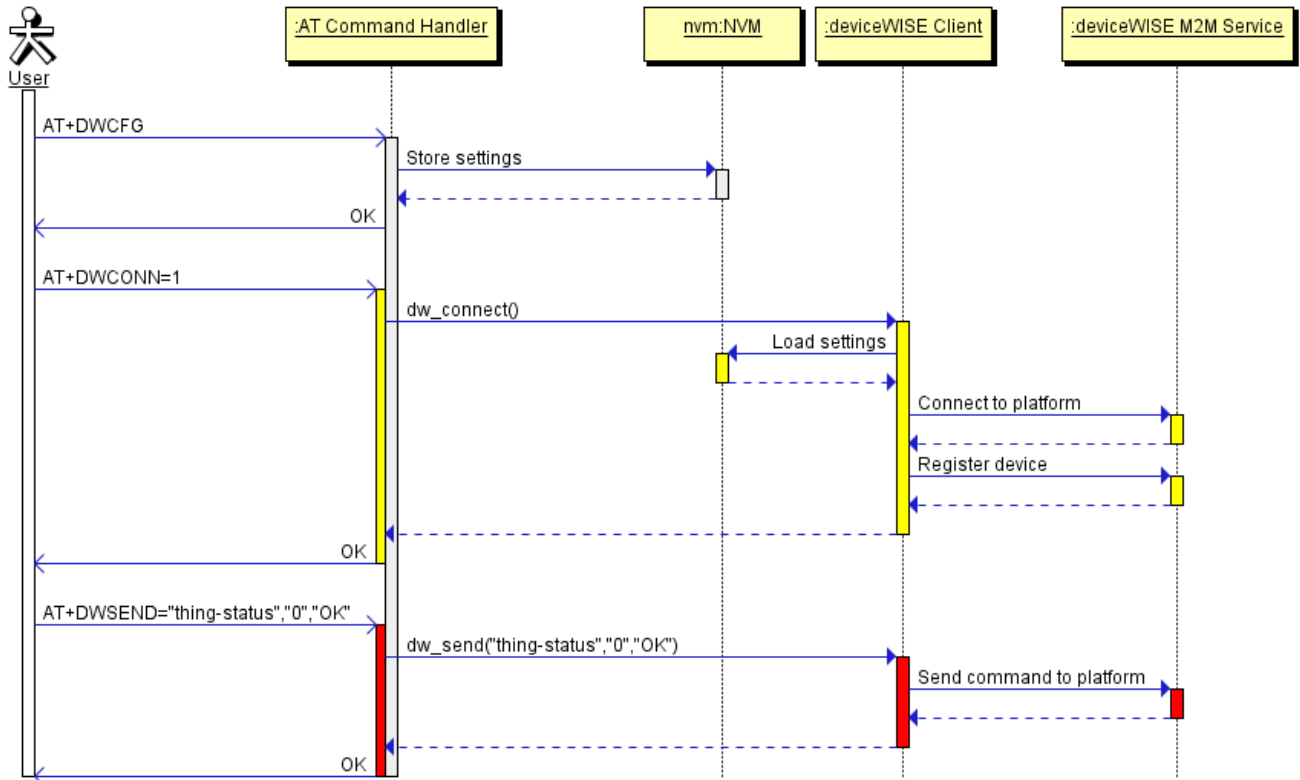 :AT Command Handler
nvm:NVM
:deviceWISE Client
:deviceWISE M2M Service
User
AT+DWCFG
Store settings
OK
AT+DWCONN=1
dw_connect()
Load settings
Connect to platform
Register device
OK
AT+DWSEND="thing-status","0","OK"
dw_send("thing-status","0","OK")
Send command to platform
OK